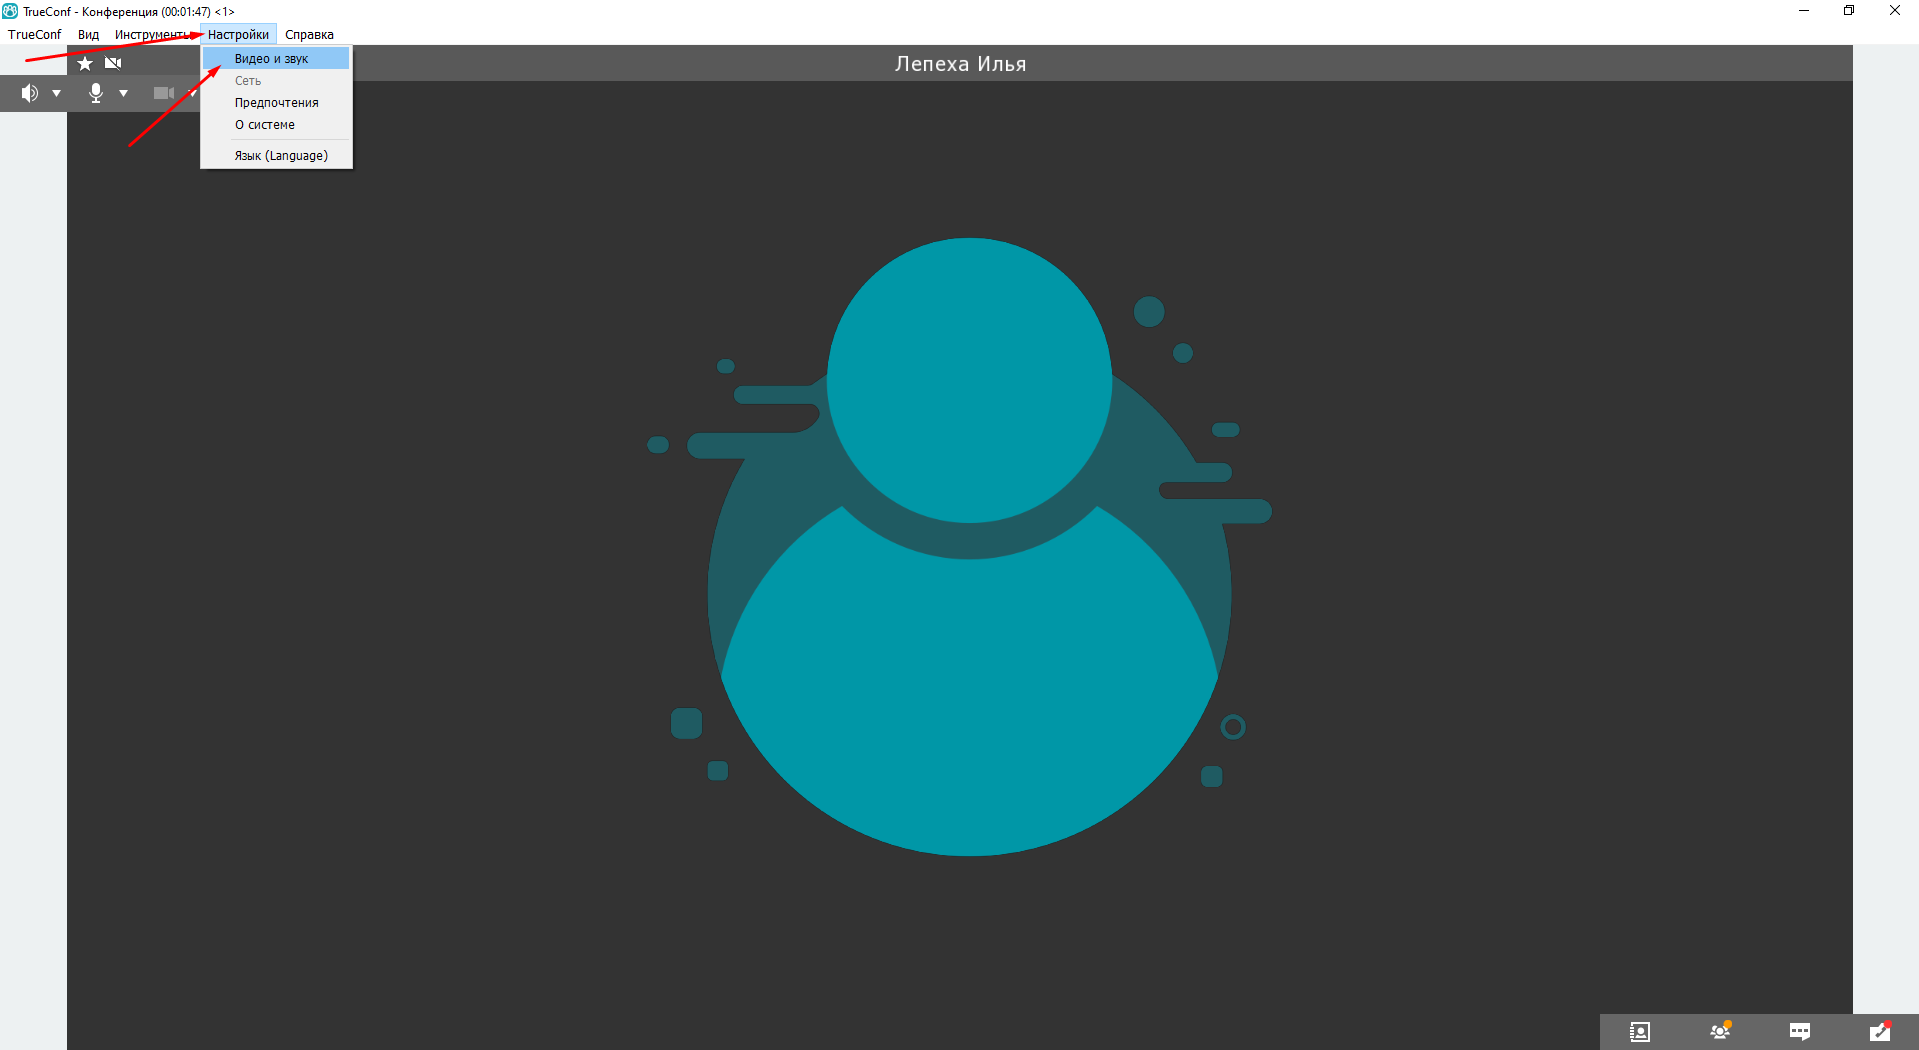 TrueConf - Конференция (00:01:47) <1>
TrueConf Вид Инструменты Настройки Справка
Лепеха Илья
Видео и звук
Сеть
Предпочтения
О системе
Язык (Language)